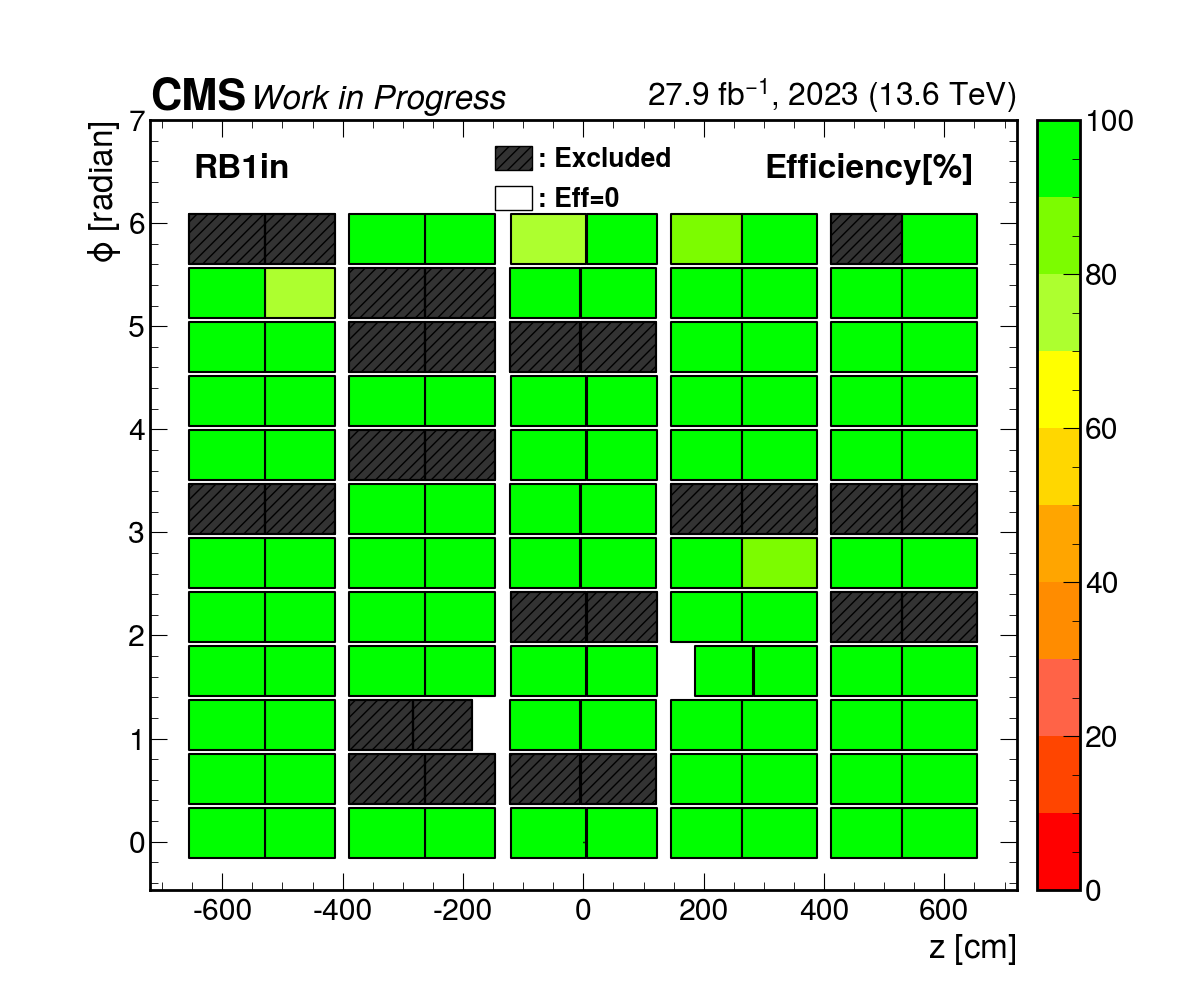 CMS Work in Progress 27.9 fb⁻¹, 2023 (13.6 TeV)
RB1in : Excluded Efficiency[%]
: Eff=0
ϕ [radian]
7
6
5
4
3
2
1
0
-600 -400 -200 0 200 400 600
z [cm]
100
80
60
40
20
0